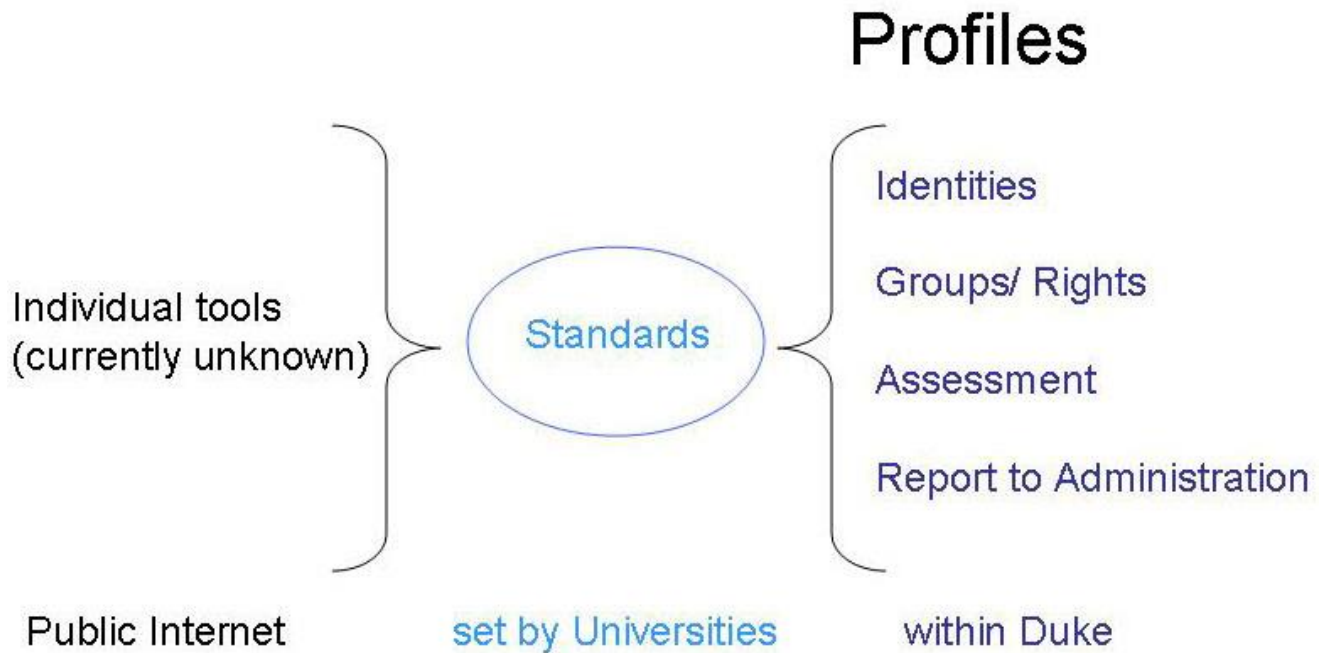 Profiles
Individual tools
(currently unknown)
Standards
Identities
Groups/ Rights
Assessment
Report to Administration
Public Internet
set by Universities
within Duke